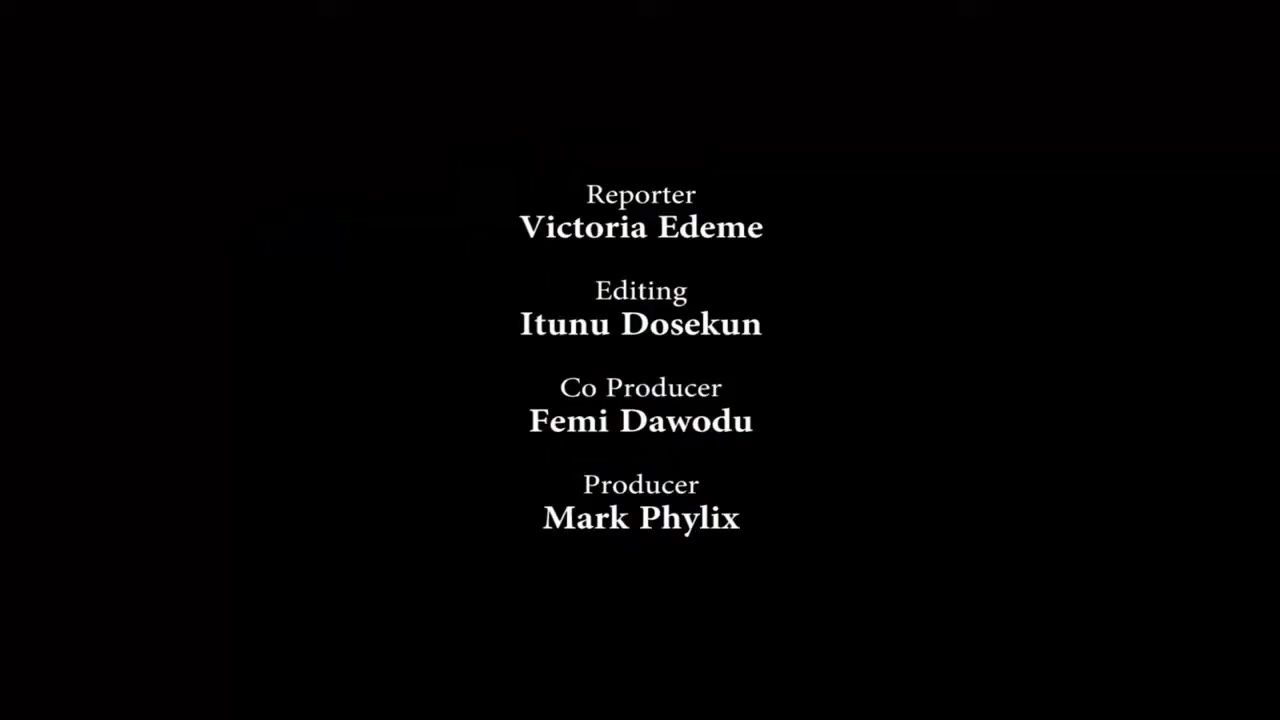 Reporter
Victoria Edeme
Editing
Itunu Dosekun
Co Producer
Femi Dawodu
Producer
Mark Phylix